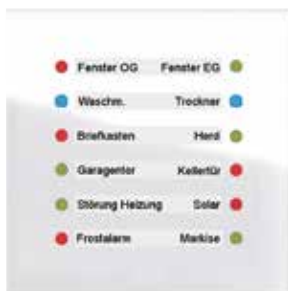 Fenster OG Fenster EG
Waschm. Trockner
Briefkasten Herd
Garagentor Kellertür
Störung Heizung Solar
Frostalarm Markise